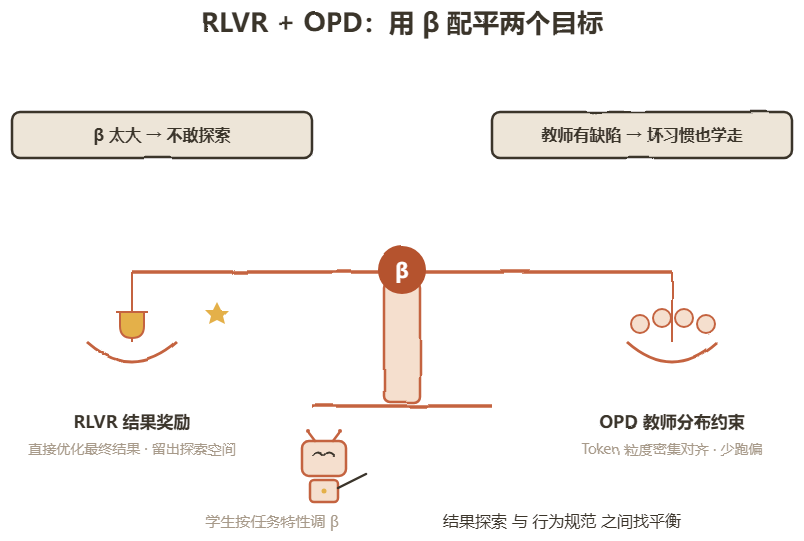 RLVR + OPD：用 β 配平两个目标
β 太大 → 不敢探索
教师有缺陷 → 坏习惯也学走
β
RLVR 结果奖励
OPD 教师分布约束
直接优化最终结果 · 留出探索空间
Token 粒度密集对齐 · 少跑偏
学生按任务特性调 β
结果探索 与 行为规范 之间找平衡